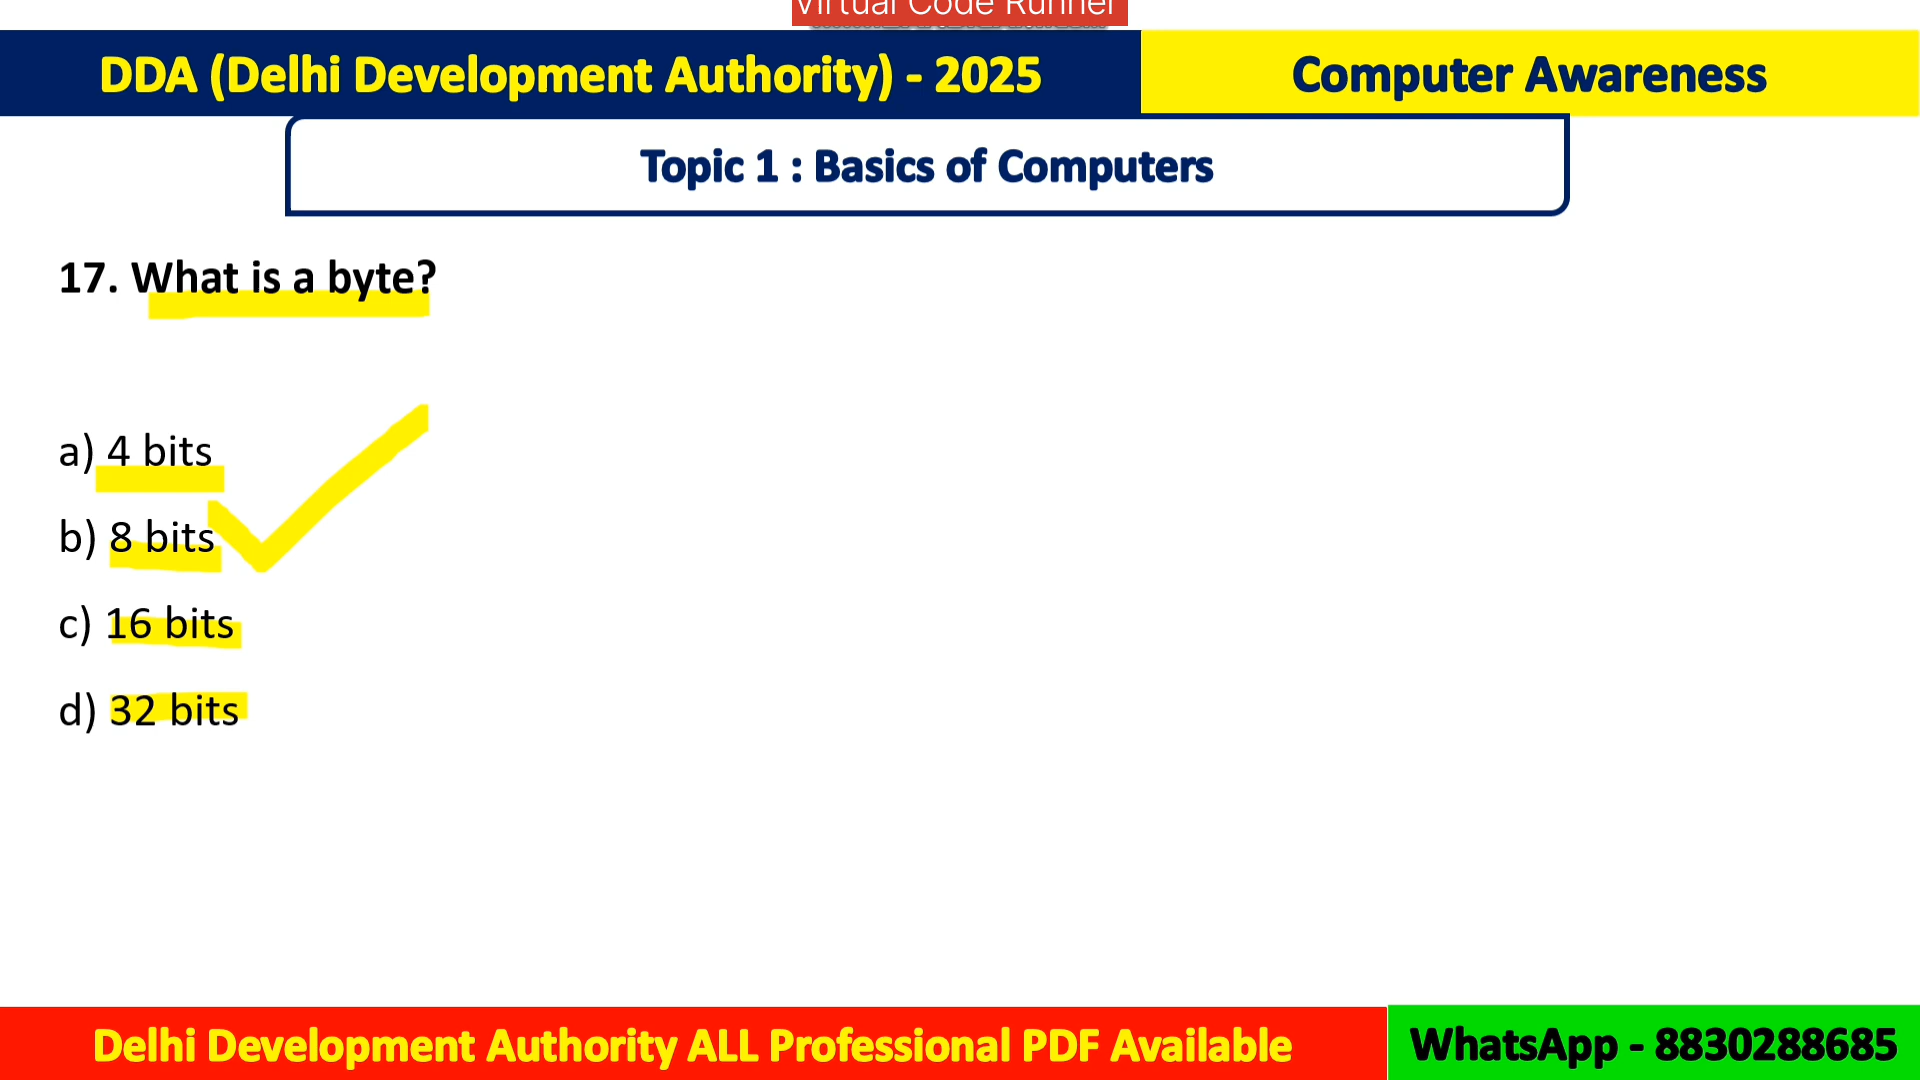 Virtual Code Runner
DDA (Delhi Development Authority) - 2025
Computer Awareness
Topic 1 : Basics of Computers
17. What is a byte?
a) 4 bits
b) 8 bits
c) 16 bits
d) 32 bits
Delhi Development Authority ALL Professional PDF Available
WhatsApp - 8830288685